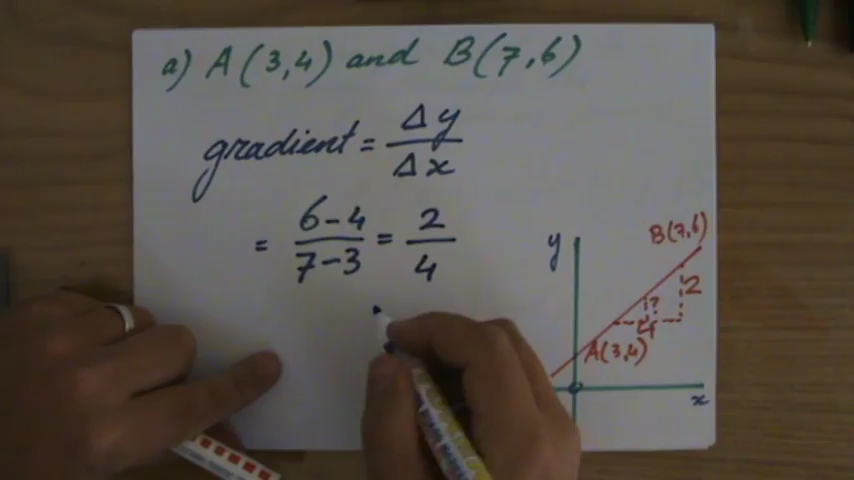 a) A(3,4) and B(7,6)
gradient = Δy/Δx
= 6-4/7-3 = 2/4
y
B(7,6)
2
?
4
A(3,4)
0
x